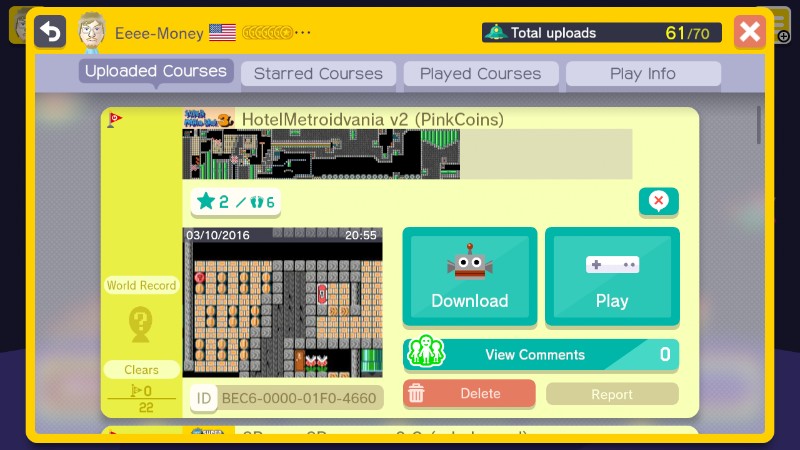 Eeee-Money
Total uploads 61/70
Uploaded Courses
Starred Courses
Played Courses
Play Info
HotelMetroidvania v2 (PinkCoins)
2 / 6
03/10/2016 20:55
World Record
Clears
0
22
Download
Play
View Comments 0
ID BEC6-0000-01F0-4660
Delete
Report